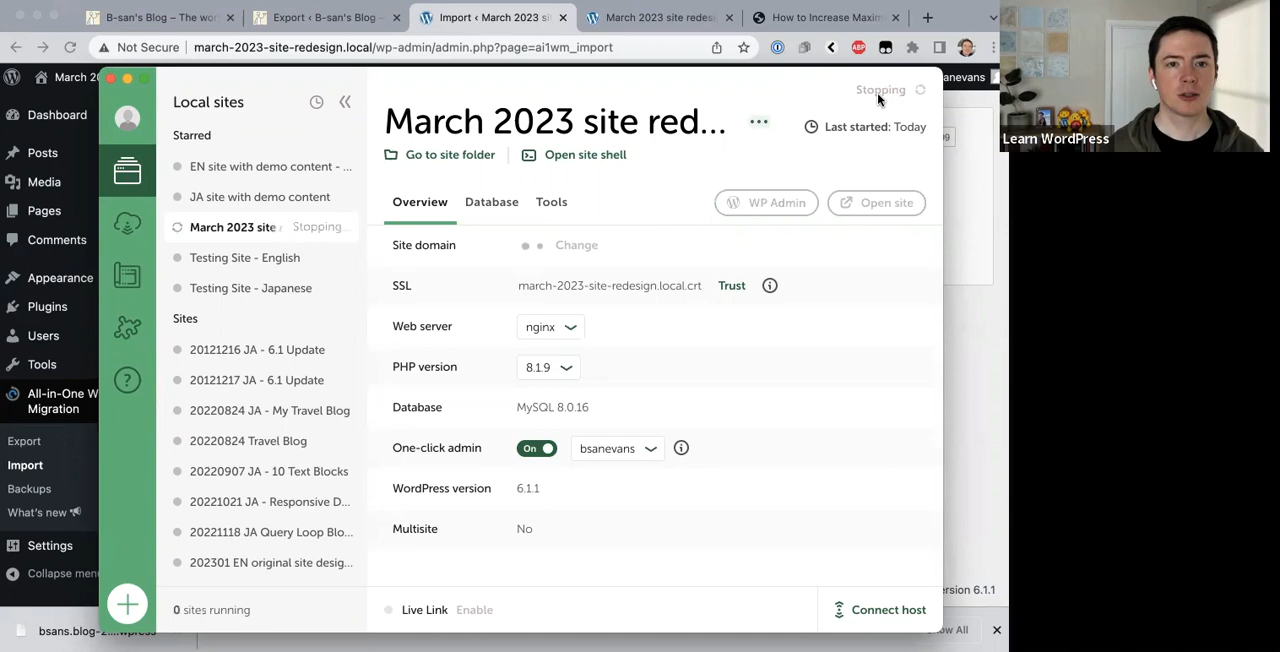 B-san's Blog – The wor
Export ‹ B-san's Blog —
Import ‹ March 2023 si
March 2023 site redes
How to Increase Maxim
Not Secure
march-2023-site-redesign.local/wp-admin/admin.php?page=ai1wm_import
ABP
March 20
Dashboard
Posts
Media
Pages
Comments
Appearance
Plugins
Users
Tools
All-in-One W
Migration
Export
Import
Backups
What's new
Settings
Collapse menu
Local sites
Starred
EN site with demo content - ...
JA site with demo content
March 2023 site
Stopping...
Testing Site - English
Testing Site - Japanese
Sites
20121216 JA - 6.1 Update
20121217 JA - 6.1 Update
20220824 JA - My Travel Blog
20220824 Travel Blog
20220907 JA - 10 Text Blocks
20221021 JA - Responsive D...
20221118 JA Query Loop Blo...
202301 EN original site desig...
0 sites running
Stopping
March 2023 site red...
Last started: Today
Go to site folder
Open site shell
Overview
Database
Tools
WP Admin
Open site
Site domain
Change
SSL
march-2023-site-redesign.local.crt
Trust
Web server
nginx
PHP version
8.1.9
Database
MySQL 8.0.16
One-click admin
On
bsanevans
WordPress version
6.1.1
Multisite
No
Live Link
Enable
Connect host
sanevans
ersion 6.1.1
Show All
Learn WordPress